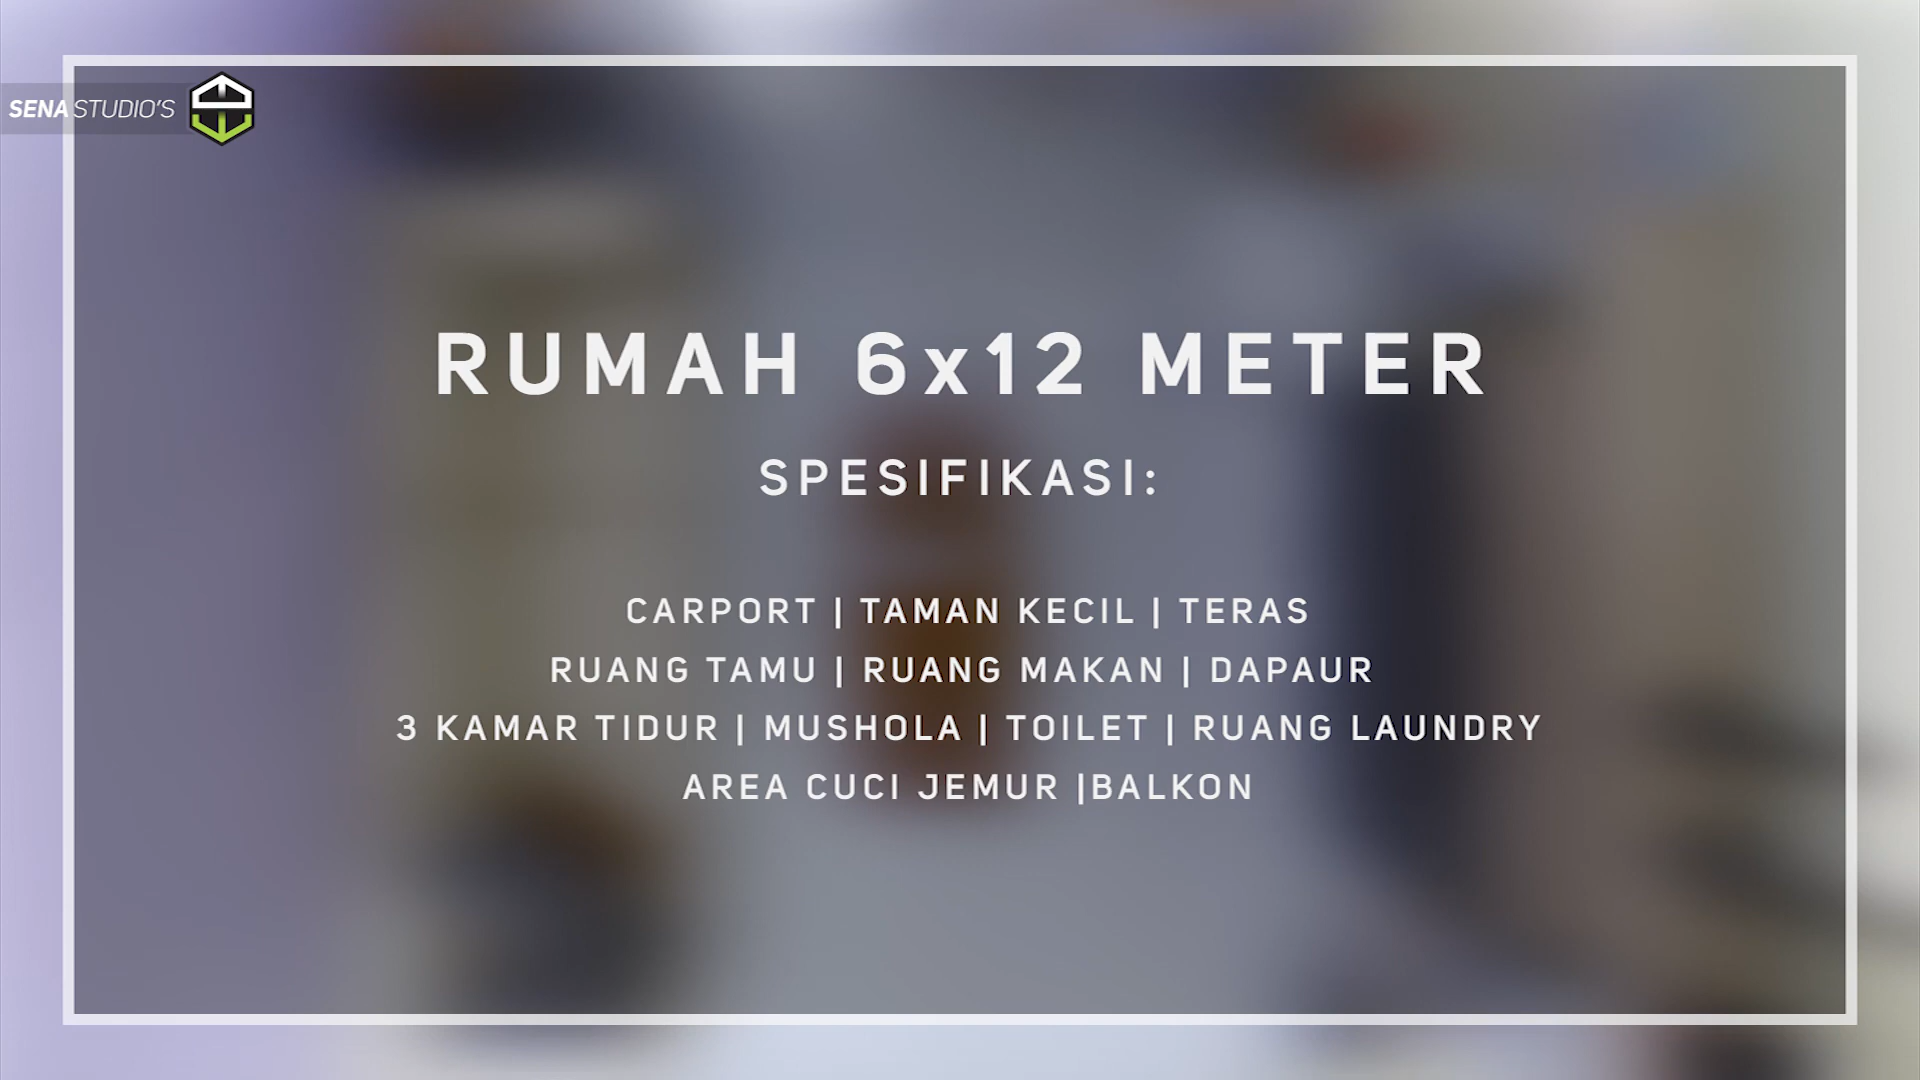 SENA STUDIO'S
RUMAH 6x12 METER
SPESIFIKASI:
CARPORT | TAMAN KECIL | TERAS
RUANG TAMU | RUANG MAKAN | DAPAUR
3 KAMAR TIDUR | MUSHOLA | TOILET | RUANG LAUNDRY
AREA CUCI JEMUR |BALKON